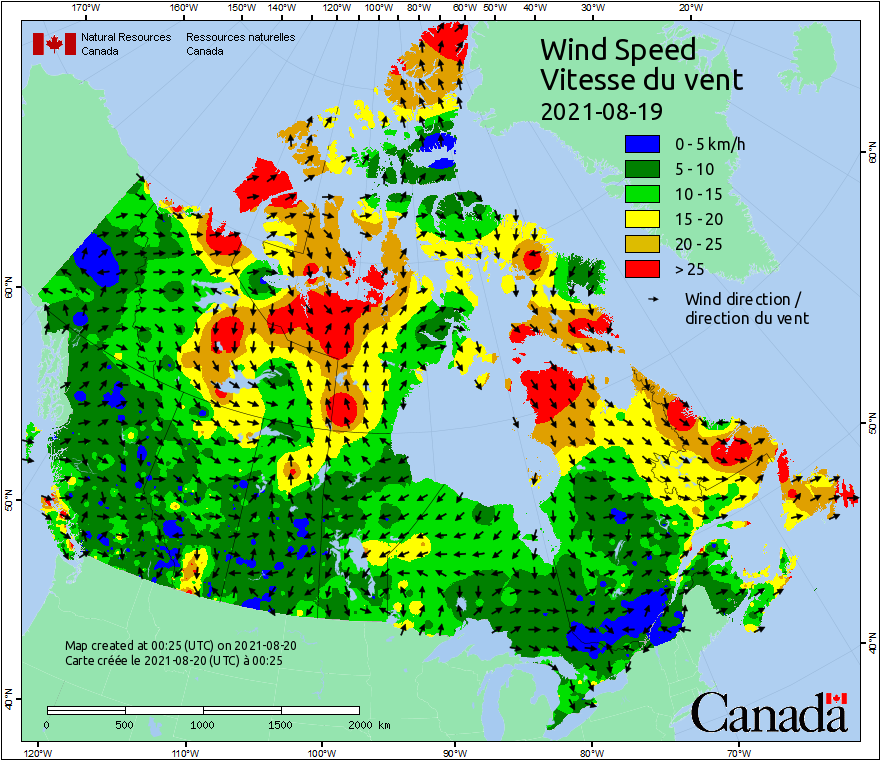 170°W 160°W 150°W 140°W 120°W 100°W 80°W 60°W 50°W 40°W 30°W 20°W
Natural Resources Ressources naturelles
Canada Canada
Wind Speed
Vitesse du vent
2021-08-19
0 - 5 km/h
5 - 10
10 - 15
15 - 20
20 - 25
> 25
Wind direction /
direction du vent
60°N
60°N
50°N
50°N
40°N
40°N
Map created at 00:25 (UTC) on 2021-08-20
Carte créée le 2021-08-20 (UTC) à 00:25
0 500 1000 1500 2000 km
Canada
120°W 110°W 100°W 90°W 80°W 70°W